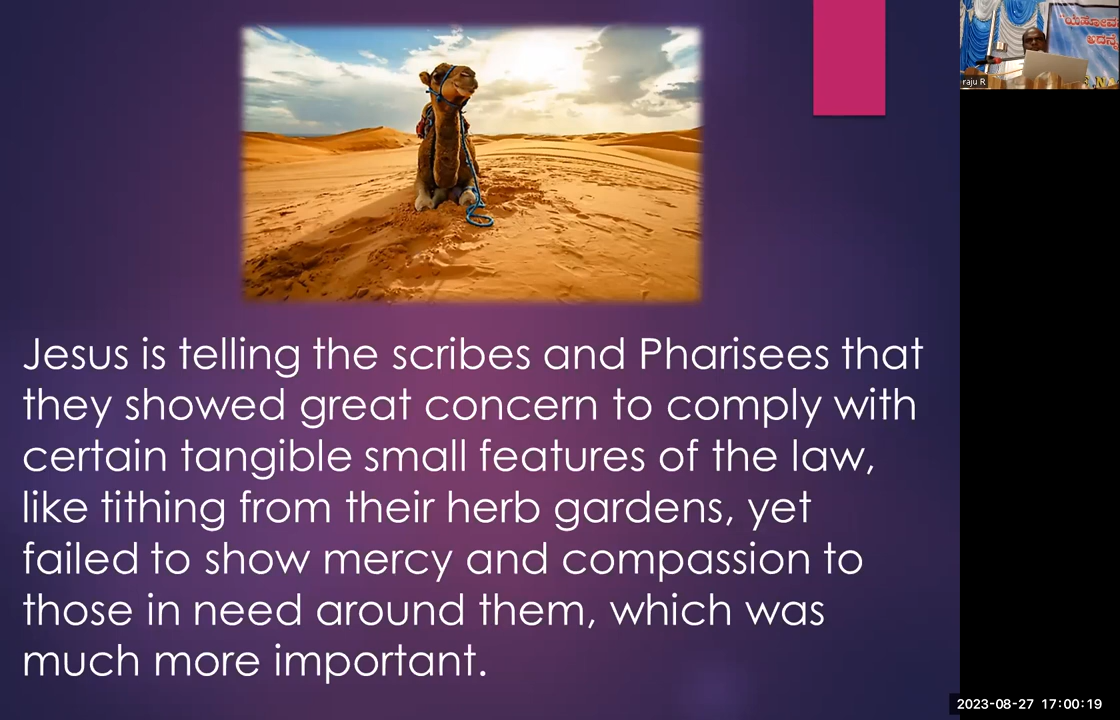 "ಯೆಹೋವ
raju R
Jesus is telling the scribes and Pharisees that
they showed great concern to comply with
certain tangible small features of the law,
like tithing from their herb gardens, yet
failed to show mercy and compassion to
those in need around them, which was
much more important.
2023-08-27 17:00:19